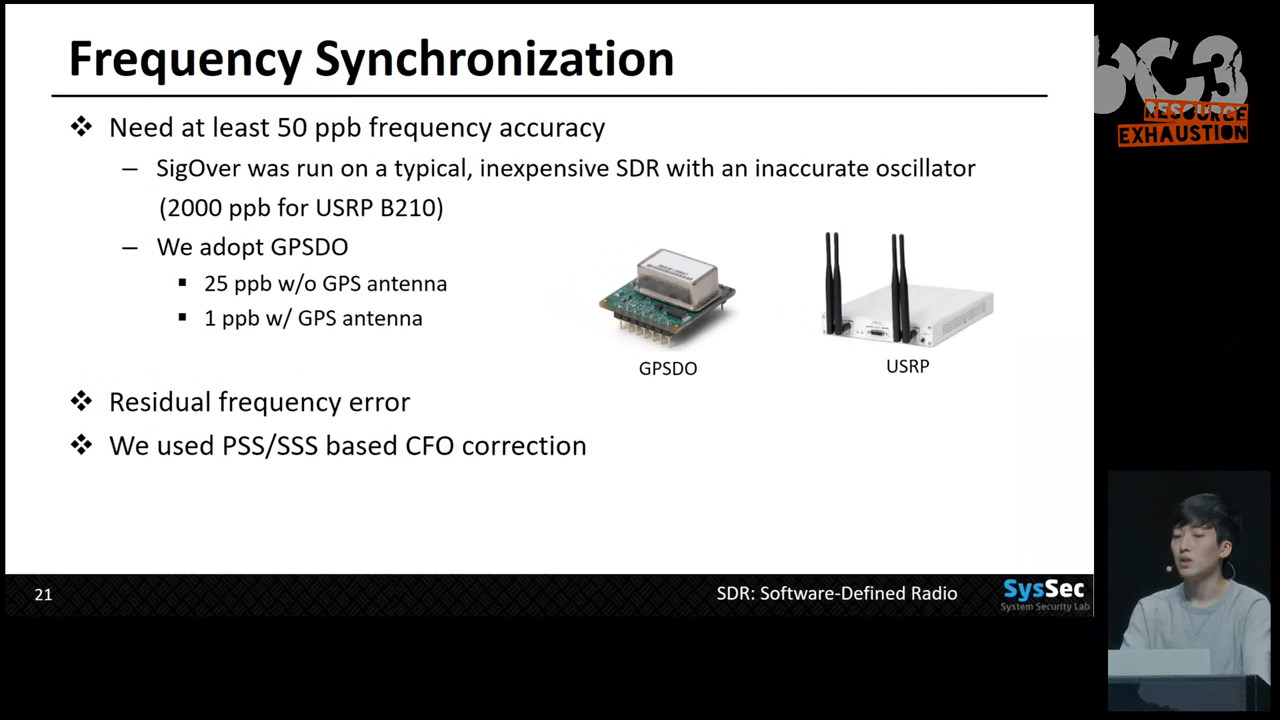 Frequency Synchronization
❖ Need at least 50 ppb frequency accuracy
– SigOver was run on a typical, inexpensive SDR with an inaccurate oscillator
(2000 ppb for USRP B210)
– We adopt GPSDO
▪ 25 ppb w/o GPS antenna
▪ 1 ppb w/ GPS antenna
GPSDO
USRP
❖ Residual frequency error
❖ We used PSS/SSS based CFO correction
21
SDR: Software-Defined Radio
SysSec
System Security Lab
C3
RESOURCE
EXHAUSTION